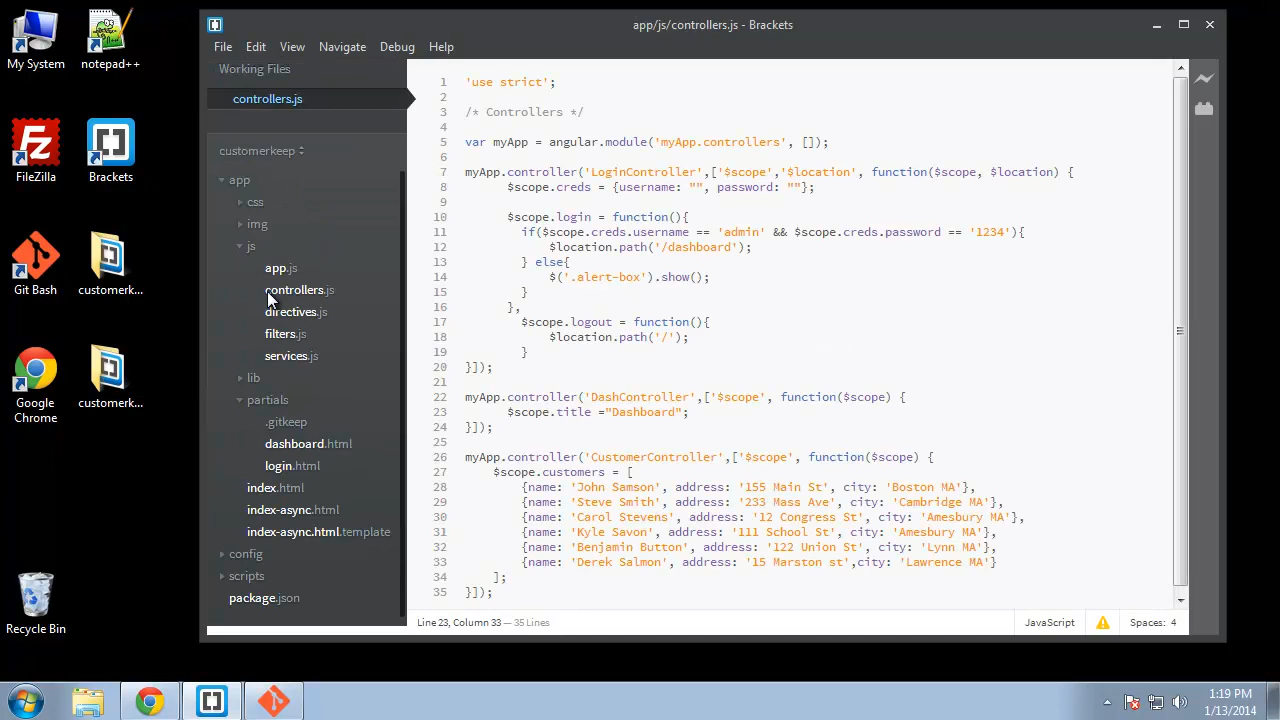 My System
notepad++
FileZilla
Brackets
Git Bash
customerk...
Google
Chrome
customerk...
Recycle Bin
app/js/controllers.js - Brackets
File Edit View Navigate Debug Help
Working Files
controllers.js
customerkeep
app
css
img
js
app.js
controllers.js
directives.js
filters.js
services.js
lib
partials
.gitkeep
dashboard.html
login.html
index.html
index-async.html
index-async.html.template
config
scripts
package.json
1 'use strict';
2
3 /* Controllers */
4
5 var myApp = angular.module('myApp.controllers', []);
6
7 myApp.controller('LoginController',['$scope','$location', function($scope, $location) {
8 $scope.creds = {username: "", password: ""};
9
10 $scope.login = function(){
11 if($scope.creds.username == 'admin' && $scope.creds.password == '1234'){
12 $location.path('/dashboard');
13 } else{
14 $('.alert-box').show();
15 }
16 },
17 $scope.logout = function(){
18 $location.path('/');
19 }
20 }]);
21
22 myApp.controller('DashController',['$scope', function($scope) {
23 $scope.title ="Dashboard";
24 }]);
25
26 myApp.controller('CustomerController',['$scope', function($scope) {
27 $scope.customers = [
28 {name: 'John Samson', address: '155 Main St', city: 'Boston MA'},
29 {name: 'Steve Smith', address: '233 Mass Ave', city: 'Cambridge MA'},
30 {name: 'Carol Stevens', address: '12 Congress St', city: 'Amesbury MA'},
31 {name: 'Kyle Savon', address: '111 School St', city: 'Amesbury MA'},
32 {name: 'Benjamin Button', address: '122 Union St', city: 'Lynn MA'},
33 {name: 'Derek Salmon', address: '15 Marston st',city: 'Lawrence MA'}
34 ];
35 }]);
Line 23, Column 33 — 35 Lines
JavaScript
Spaces: 4
1:19 PM
1/13/2014